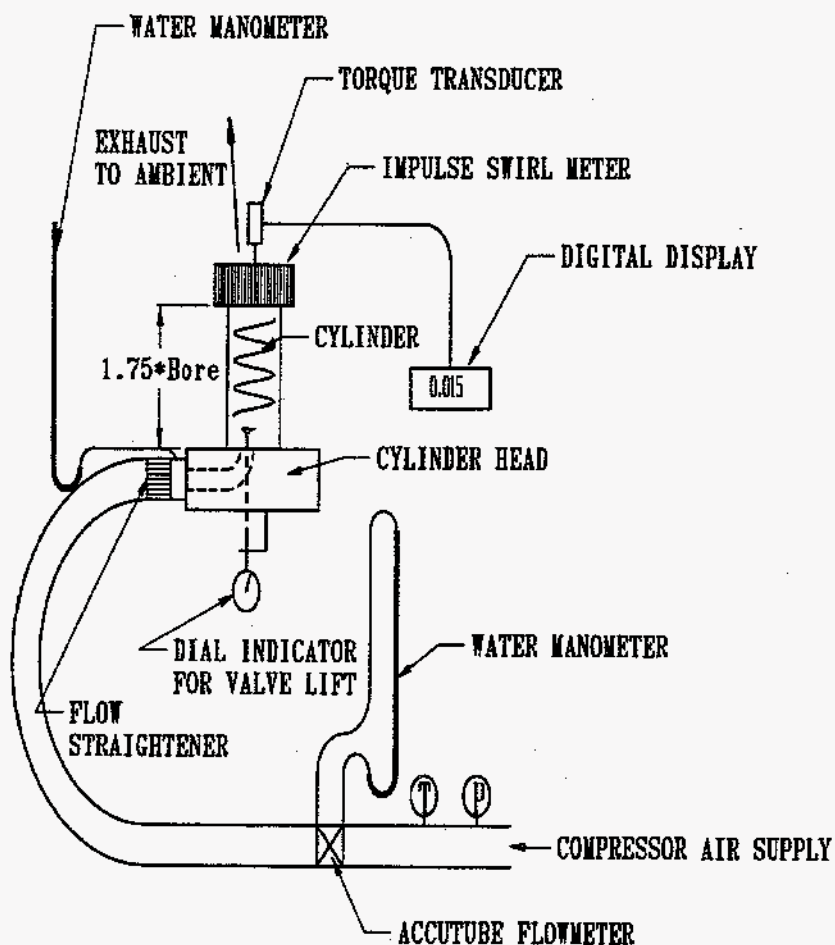 WATER MANOMETER
TORQUE TRANSDUCER
EXHAUST
TO AMBIENT
IMPULSE SWIRL METER
DIGITAL DISPLAY
CYLINDER
1.75*Bore
0.015
CYLINDER HEAD
DIAL INDICATOR
FOR VALVE LIFT
WATER MANOMETER
FLOW
STRAIGHTENER
T
P
COMPRESSOR AIR SUPPLY
ACCUTUBE FLOWMETER